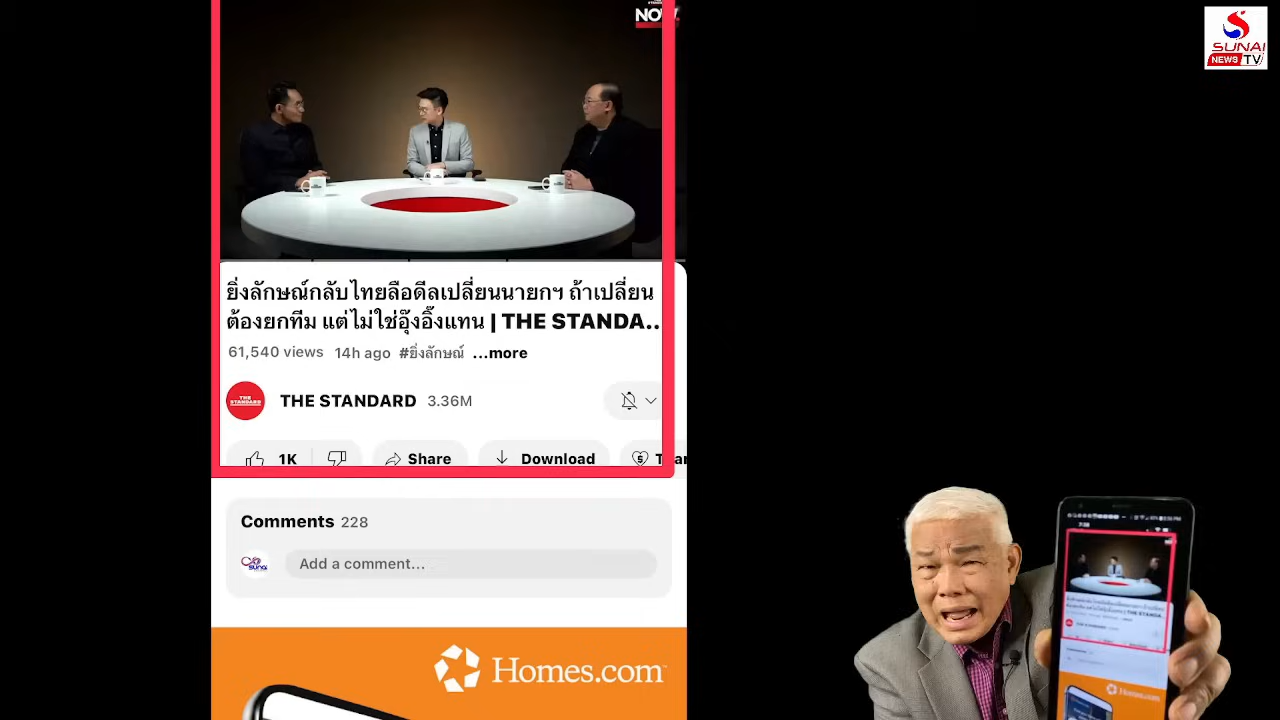 NOW
SUNAI
NEWS TV
ยิ่งลักษณ์กลับไทยลือดีลเปลี่ยนนายกฯ ถ้าเปลี่ยน
ต้องยกทีม แต่ไม่ใช่อุ๊งอิ๊งแทน | THE STANDA..
61,540 views 14h ago #ยิ่งลักษณ์ ...more
THE STANDARD
THE STANDARD 3.36M
1K Share Download
Comments 228
Add a comment...
Homes.com
Homes.com